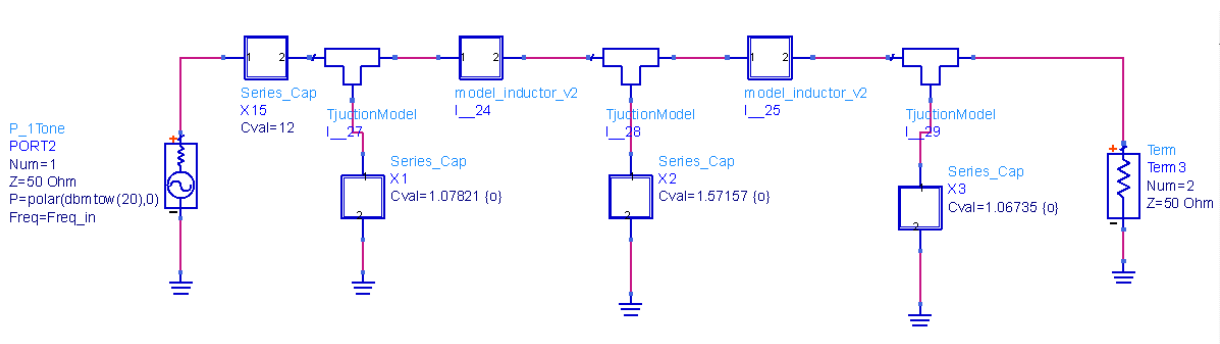 P_1Tone
PORT2
Num=1
Z=50 Ohm
P=polar(dbmtow(20),0)
Freq=Freq_in
+
-
1 2
Series_Cap
X15
Cval=12
TjuctionModel
I__27
1
2
Series_Cap
X1
Cval=1.07821 {o}
1 2
model_inductor_v2
I__24
TjuctionModel
I__28
1
2
Series_Cap
X2
Cval=1.57157 {o}
1 2
model_inductor_v2
I__25
TjuctionModel
I__29
1
2
Series_Cap
X3
Cval=1.06735 {o}
+
-
Term
Term3
Num=2
Z=50 Ohm